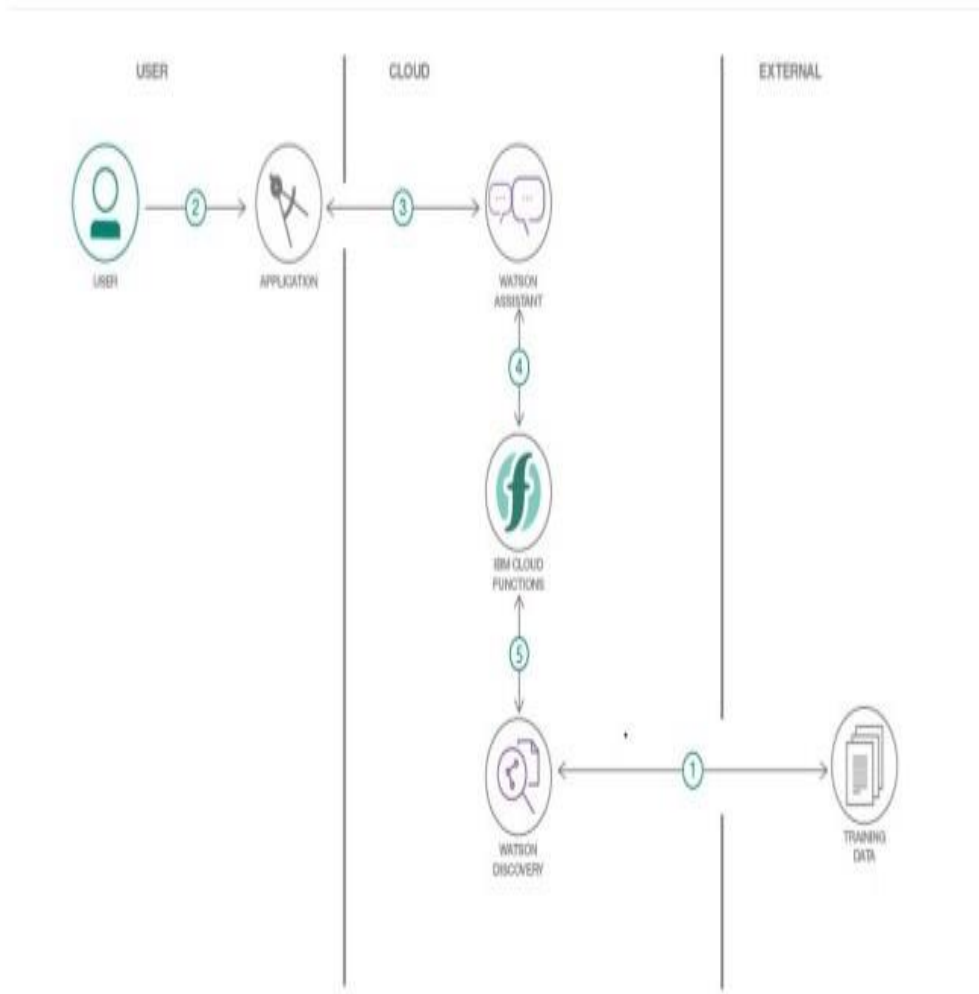 USER
CLOUD
EXTERNAL
2
3
USER
APPLICATION
WATSON
ASSISTANT
4
IBM CLOUD
FUNCTIONS
5
1
WATSON
DISCOVERY
TRAINING
DATA